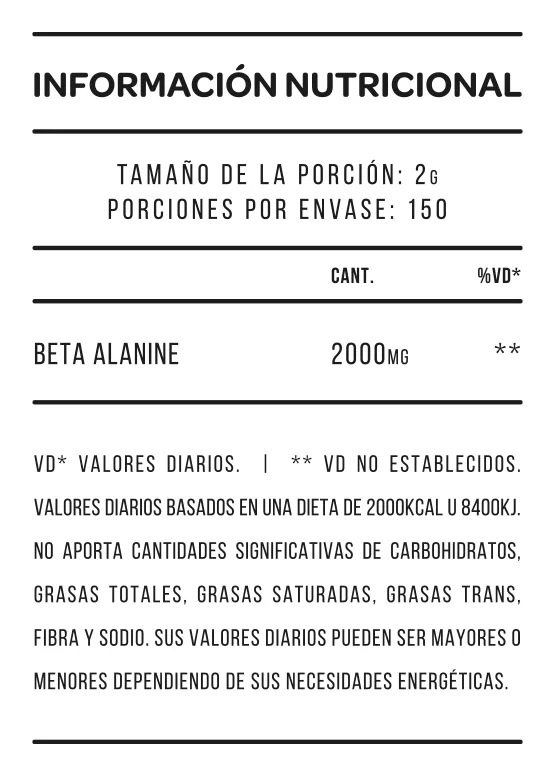 INFORMACIÓN NUTRICIONAL
TAMAÑO DE LA PORCIÓN: 2G
PORCIONES POR ENVASE: 150
CANT. %VD*
BETA ALANINE 2000MG **
VD* VALORES DIARIOS. | ** VD NO ESTABLECIDOS.
VALORES DIARIOS BASADOS EN UNA DIETA DE 2000KCAL U 8400KJ.
NO APORTA CANTIDADES SIGNIFICATIVAS DE CARBOHIDRATOS,
GRASAS TOTALES, GRASAS SATURADAS, GRASAS TRANS,
FIBRA Y SODIO. SUS VALORES DIARIOS PUEDEN SER MAYORES O
MENORES DEPENDIENDO DE SUS NECESIDADES ENERGÉTICAS.